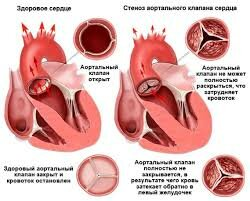 Здоровое сердце
Аортальный
клапан
открыт
Здоровый аортальный
клапан закрыт и
кровоток остановлен
Стеноз аортального клапана сердца
Аортальный
клапан не может
полностью
раскрыться, что
затрудняет
кровоток
Аортальный клапан
полностью не
закрывается, в
результате чего кровь
затекает обратно в
левый желудочек